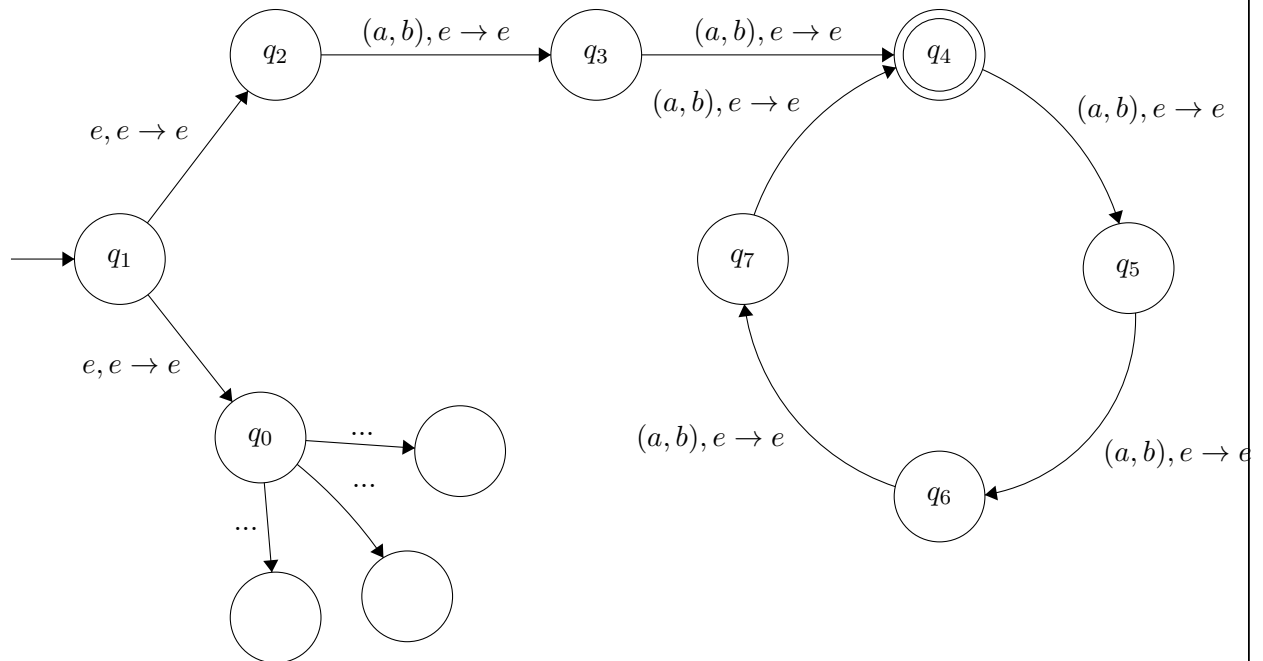 q₂
(a, b), e → e
q₃
(a, b), e → e
q₄
(a, b), e → e
(a, b), e → e
e, e → e
q₁
q₇
q₅
e, e → e
q₀
...
...
...
(a, b), e → e
q₆
(a, b), e → e